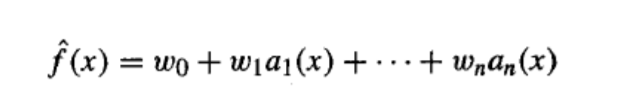 f̂(x) = w₀ + w₁a₁(x) + ··· + wₙaₙ(x)